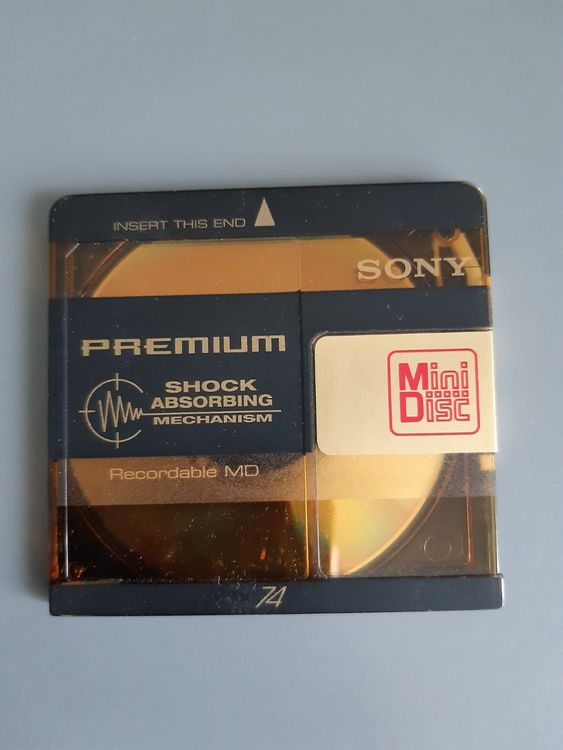 INSERT THIS END
SONY
PREMIUM
SHOCK
ABSORBING
MECHANISM
Mini
Disc
Recordable MD
74